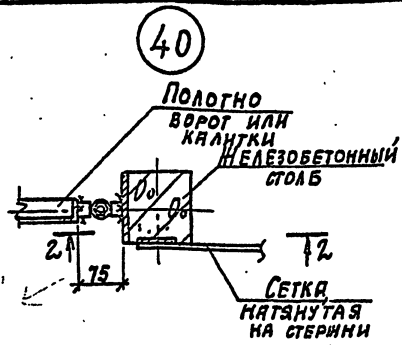 40
Полотно
ворот или
калитки
Железобетонный
столб
2
2
75
Сетка,
натянутая
на стержни